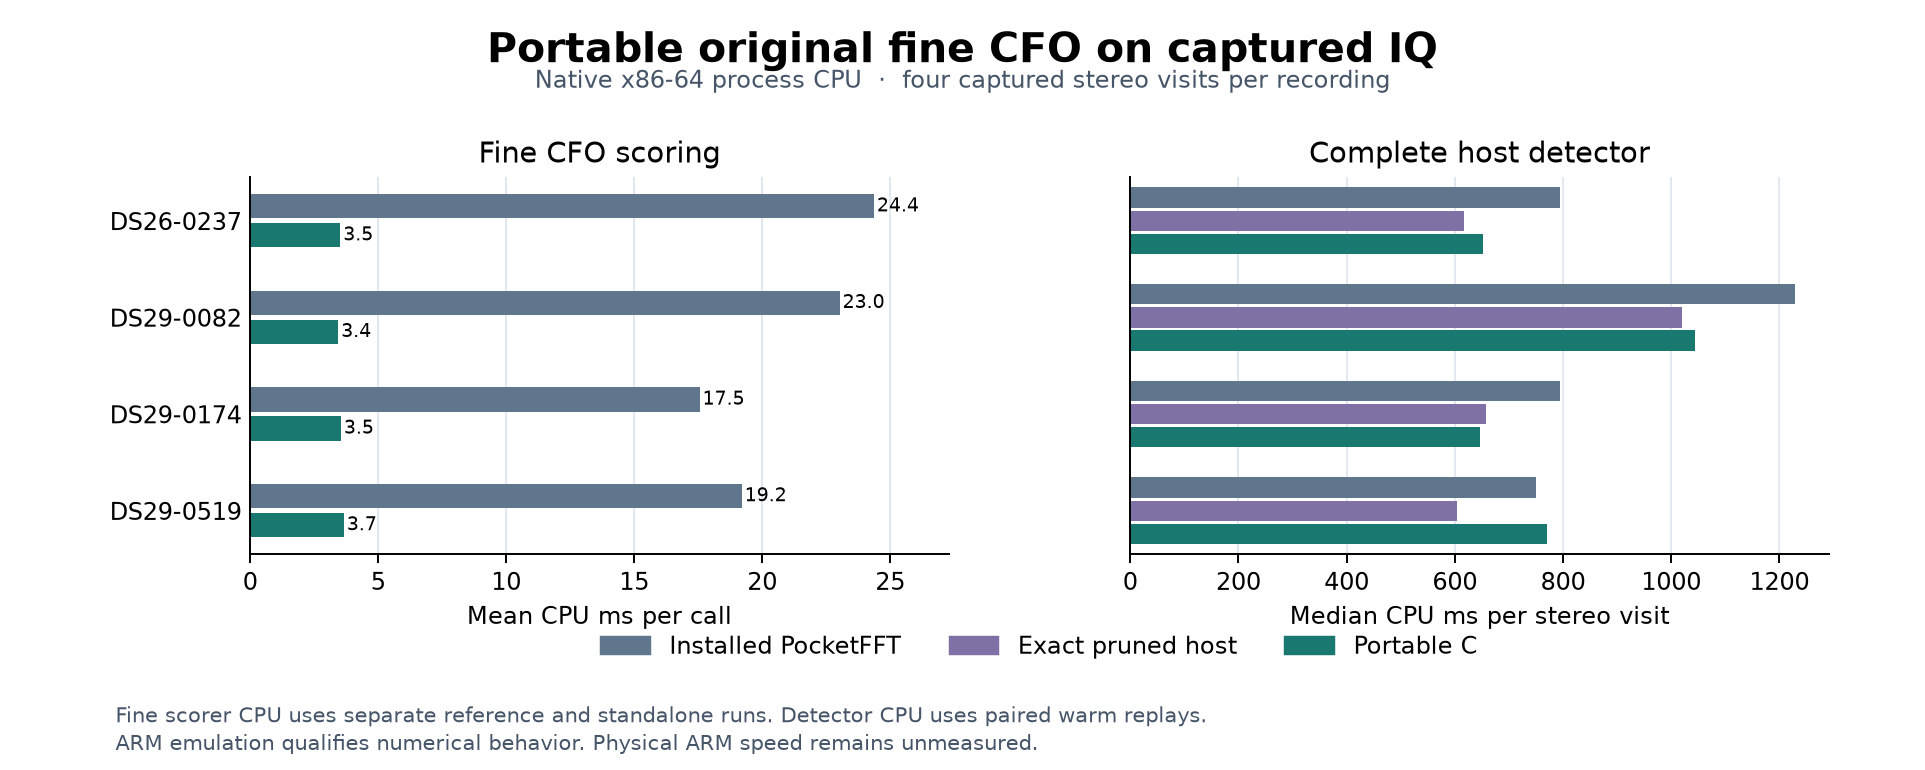 Portable original fine CFO on captured IQ
Native x86-64 process CPU · four captured stereo visits per recording
Fine CFO scoring
DS26-0237
24.4
3.5
DS29-0082
23.0
3.4
DS29-0174
17.5
3.5
DS29-0519
19.2
3.7
0 5 10 15 20 25
Mean CPU ms per call
Complete host detector
0 200 400 600 800 1000 1200
Median CPU ms per stereo visit
Installed PocketFFT Exact pruned host Portable C
Fine scorer CPU uses separate reference and standalone runs. Detector CPU uses paired warm replays.
ARM emulation qualifies numerical behavior. Physical ARM speed remains unmeasured.